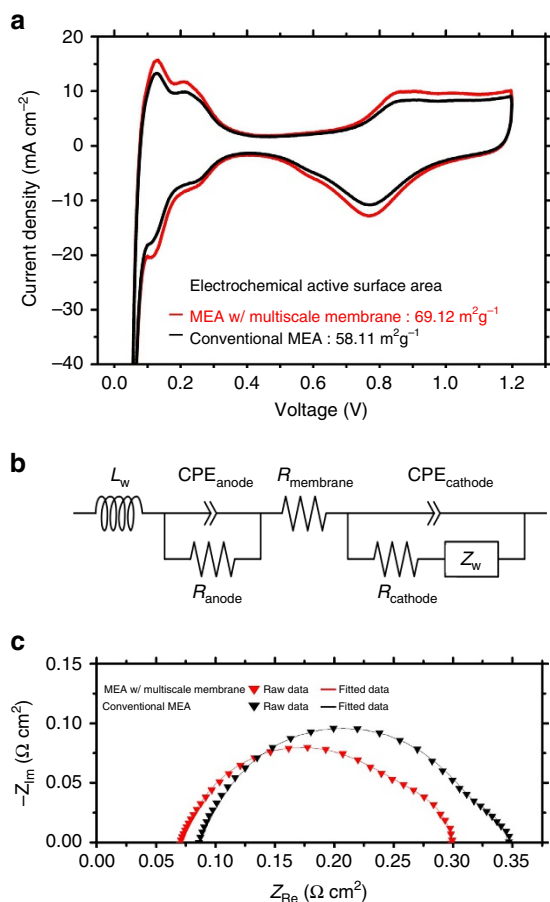 a
20
10
0
−10
−20
−30
−40
Current density (mA cm⁻²)
Electrochemical active surface area
MEA w/ multiscale membrane : 69.12 m²g⁻¹
Conventional MEA : 58.11 m²g⁻¹
0.0 0.2 0.4 0.6 0.8 1.0 1.2
Voltage (V)
b
Lw CPEanode Rmembrane CPEcathode
Zw
Ranode Rcathode
c
0.15
0.10
0.05
0.00
−ZIm (Ω cm²)
MEA w/ multiscale membrane Raw data Fitted data
Conventional MEA Raw data Fitted data
0.00 0.05 0.10 0.15 0.20 0.25 0.30 0.35
ZRe (Ω cm²)